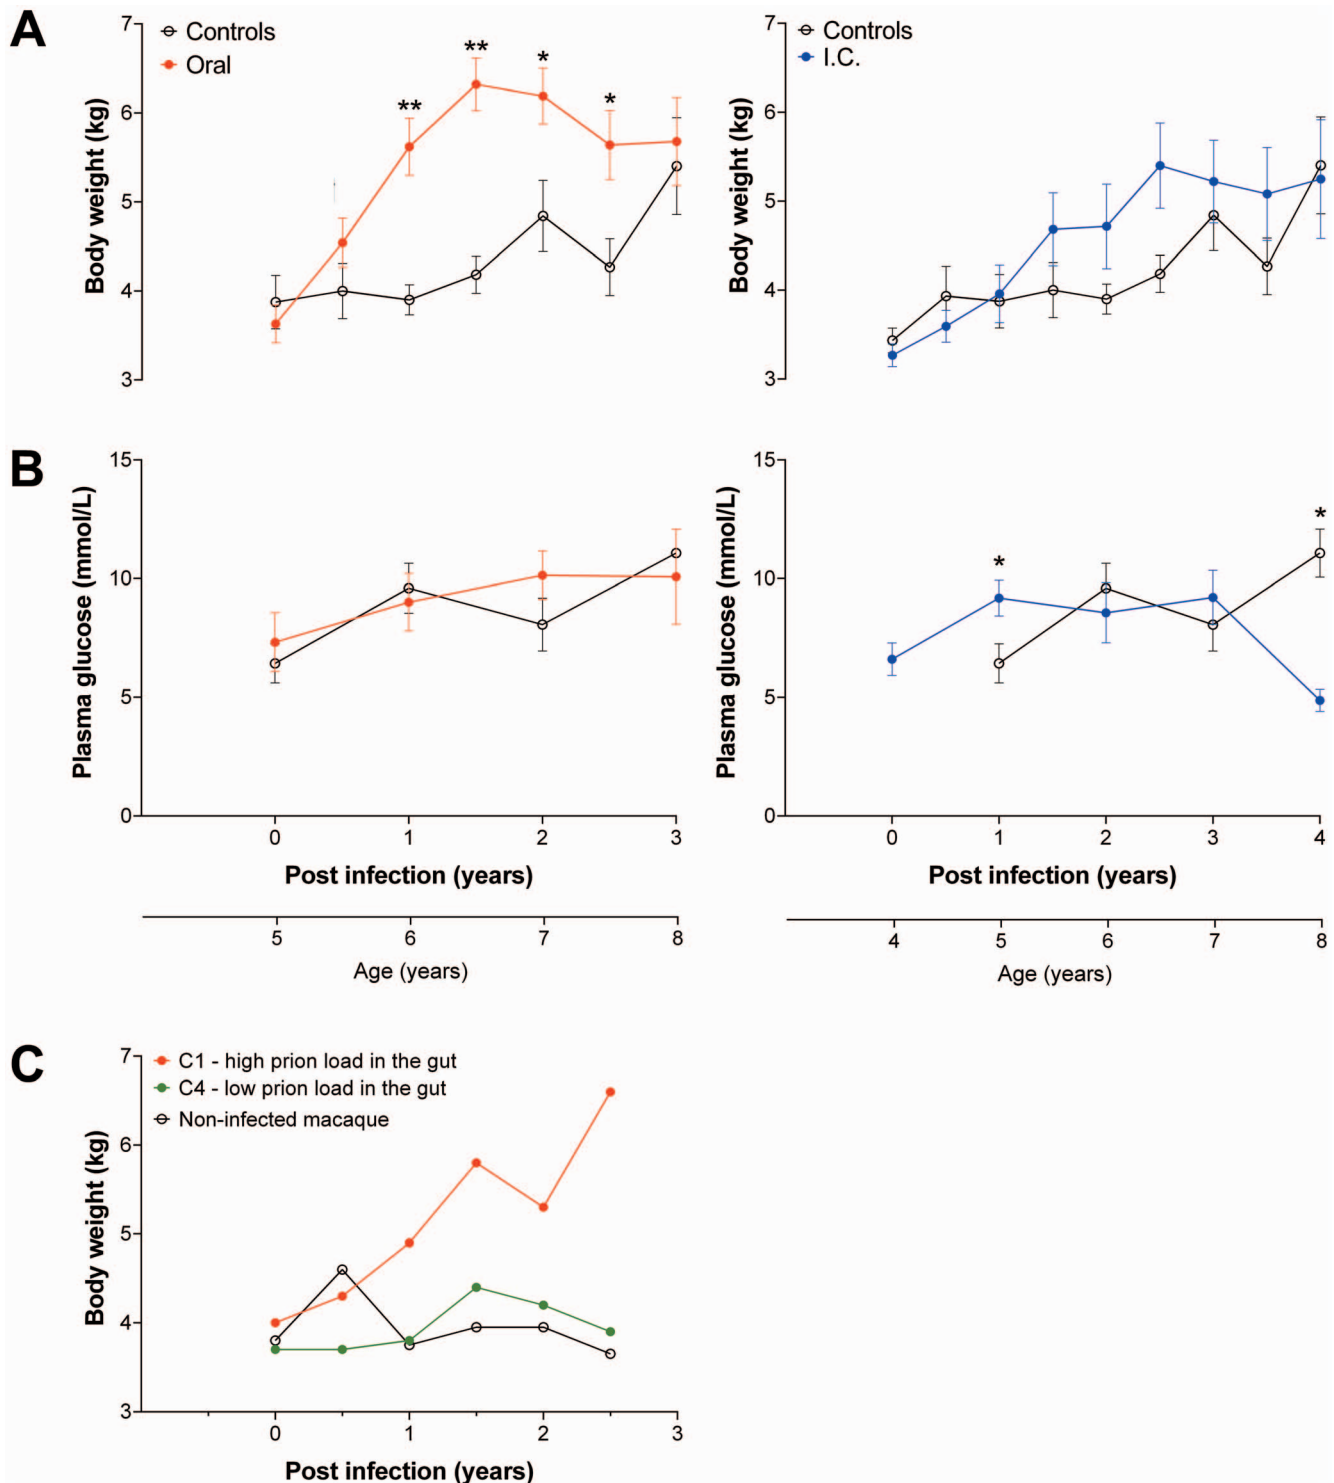 A
Controls
Oral
Body weight (kg)
7
6
5
4
3
** ** * *
Controls
I.C.
Body weight (kg)
7
6
5
4
3
B
Plasma glucose (mmol/L)
15
10
5
0
0 1 2 3
Post infection (years)
5 6 7 8
Age (years)
Plasma glucose (mmol/L)
15
10
5
0
* *
0 1 2 3 4
Post infection (years)
4 5 6 7 8
Age (years)
C
C1 - high prion load in the gut
C4 - low prion load in the gut
Non-infected macaque
Body weight (kg)
7
6
5
4
3
0 1 2 3
Post infection (years)